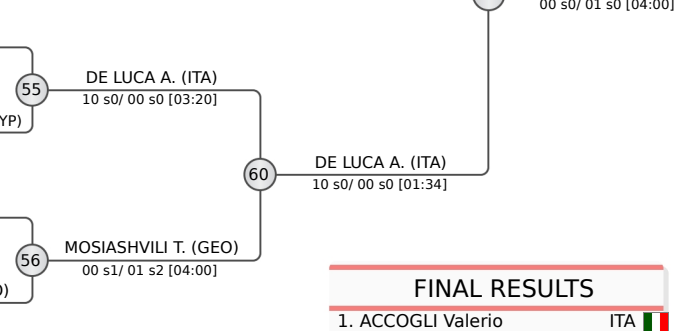 00 s0/ 01 s0 [04:00]
DE LUCA A. (ITA)
55
10 s0/ 00 s0 [03:20]
YP)
DE LUCA A. (ITA)
60
10 s0/ 00 s0 [01:34]
MOSIASHVILI T. (GEO)
56
00 s1/ 01 s2 [04:00]
FINAL RESULTS
1. ACCOGLI Valerio ITA